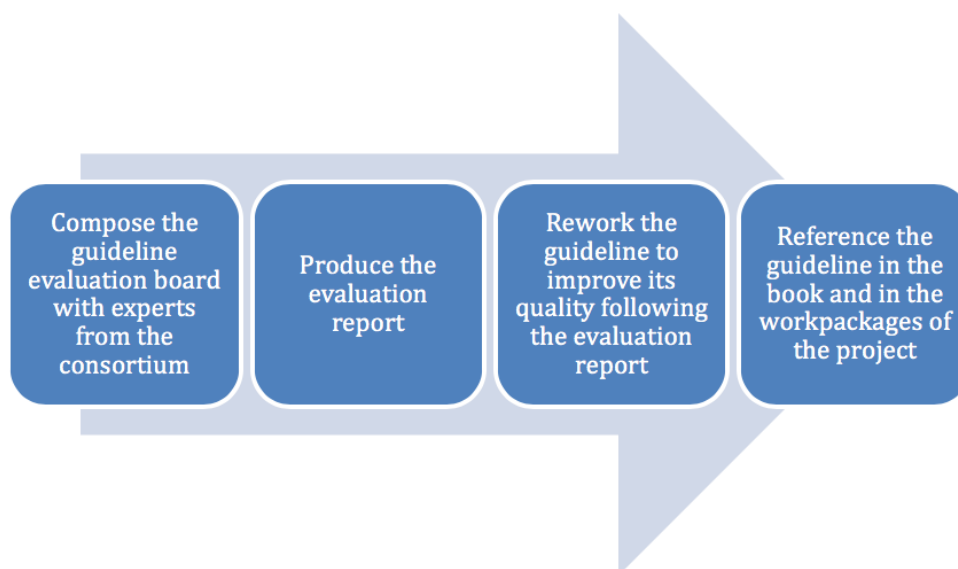 Compose the
guideline
evaluation board
with experts
from the
consortium
Produce the
evaluation
report
Rework the
guideline to
improve its
quality following
the evaluation
report
Reference the
guideline in the
book and in the
workpackages of
the project